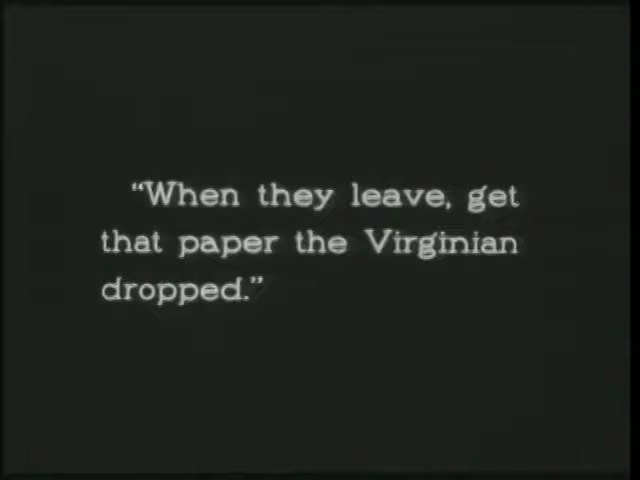 “When they leave, get
that paper the Virginian
dropped.”